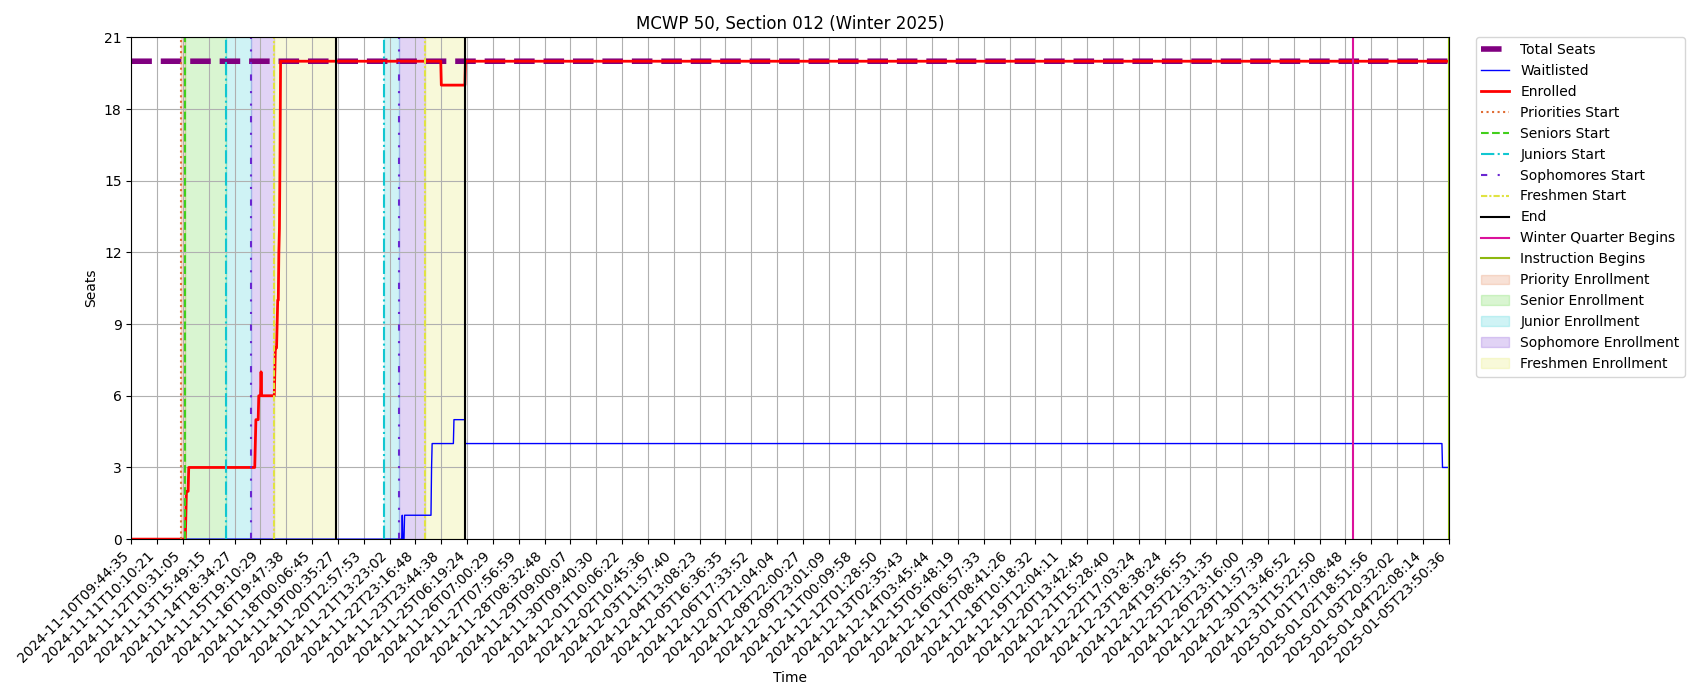 MCWP 50, Section 012 (Winter 2025)
Seats
21
18
15
12
9
6
3
0
2024-11-10T09:44:35
2024-11-11T10:10:21
2024-11-12T10:31:05
2024-11-13T15:49:15
2024-11-14T18:34:27
2024-11-15T19:10:29
2024-11-16T19:47:38
2024-11-18T00:06:45
2024-11-19T00:35:27
2024-11-20T12:57:53
2024-11-21T23:23:02
2024-11-22T23:16:48
2024-11-23T23:44:38
2024-11-25T06:19:24
2024-11-26T07:00:29
2024-11-27T07:56:59
2024-11-28T08:32:48
2024-11-29T09:00:07
2024-11-30T09:40:30
2024-12-01T10:06:22
2024-12-02T10:45:36
2024-12-03T11:57:40
2024-12-04T13:08:23
2024-12-05T16:36:35
2024-12-06T17:33:52
2024-12-07T21:04:04
2024-12-08T22:00:27
2024-12-09T23:01:09
2024-12-11T00:09:58
2024-12-12T01:28:50
2024-12-13T02:35:43
2024-12-14T03:45:44
2024-12-15T05:48:19
2024-12-16T06:57:33
2024-12-17T08:41:26
2024-12-18T10:18:32
2024-12-19T12:04:11
2024-12-20T13:42:45
2024-12-21T15:28:40
2024-12-22T17:03:24
2024-12-23T18:38:24
2024-12-24T19:56:55
2024-12-25T21:31:35
2024-12-26T23:16:00
2024-12-29T11:57:39
2024-12-30T13:46:52
2024-12-31T15:22:50
2025-01-01T17:08:48
2025-01-02T18:51:56
2025-01-03T20:32:02
2025-01-04T22:08:14
2025-01-05T23:50:36
Time
Total Seats
Waitlisted
Enrolled
Priorities Start
Seniors Start
Juniors Start
Sophomores Start
Freshmen Start
End
Winter Quarter Begins
Instruction Begins
Priority Enrollment
Senior Enrollment
Junior Enrollment
Sophomore Enrollment
Freshmen Enrollment